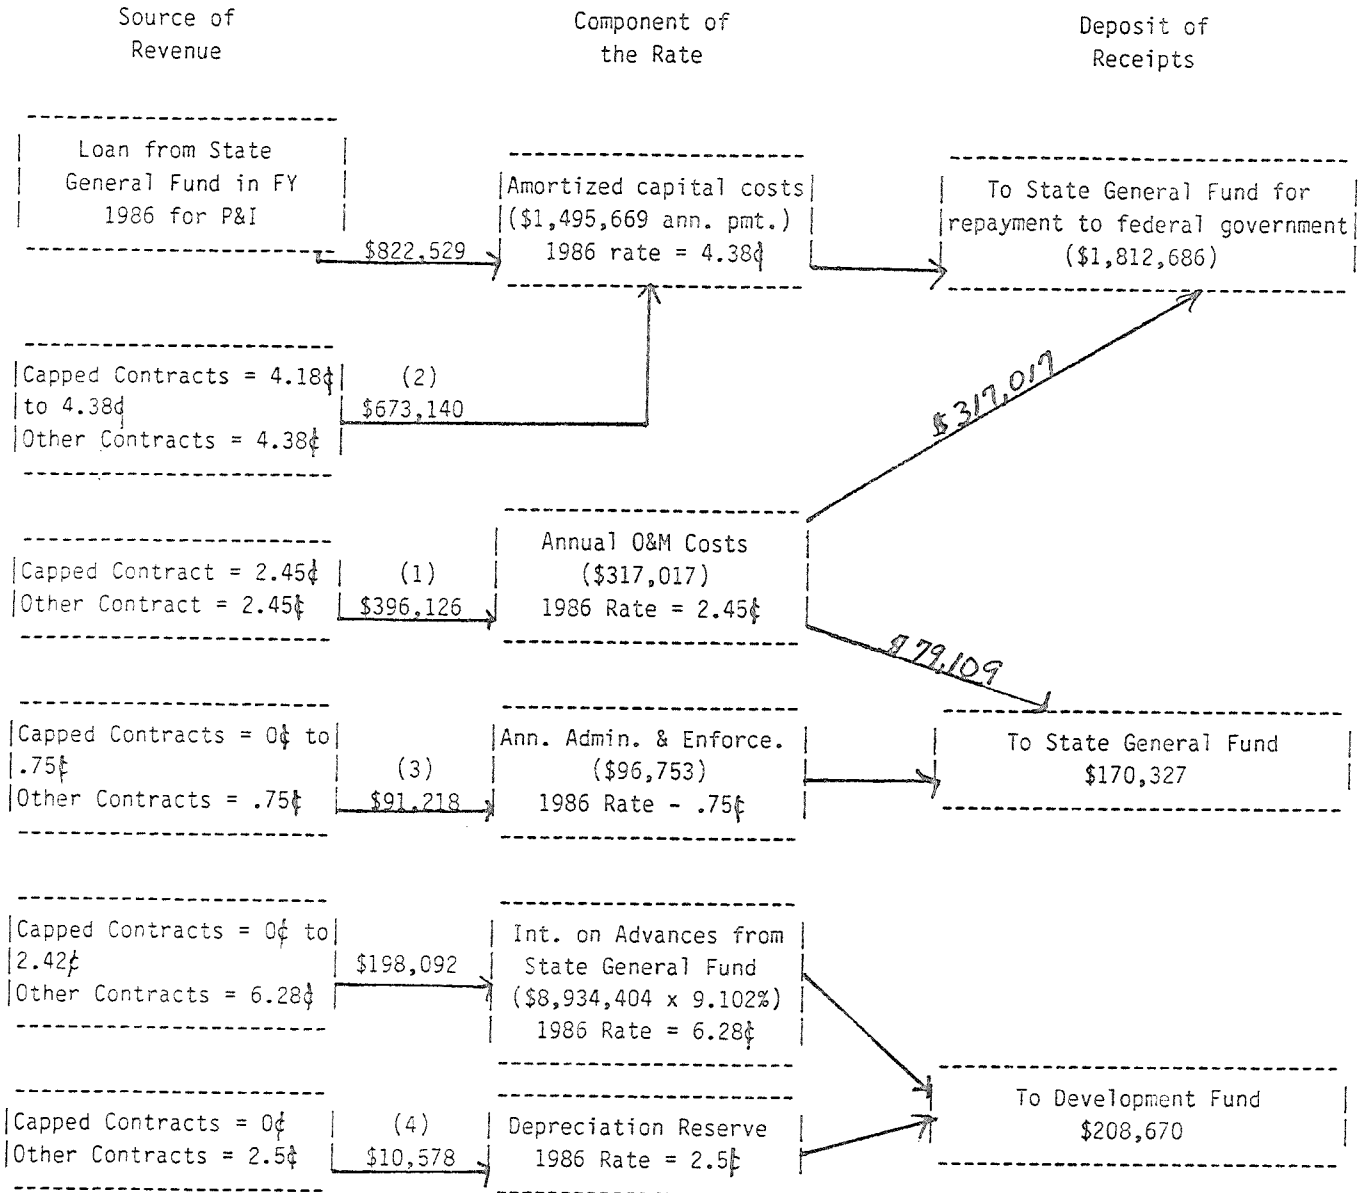 Source of
Revenue
Component of
the Rate
Deposit of
Receipts
Loan from State
General Fund in FY
1986 for P&I
$822,529
Amortized capital costs
($1,495,669 ann. pmt.)
1986 rate = 4.38¢
To State General Fund for
repayment to federal government
($1,812,686)
Capped Contracts = 4.18¢
to 4.38¢
Other Contracts = 4.38¢
(2)
$673,140
$317,017
Capped Contract = 2.45¢
Other Contract = 2.45¢
(1)
$396,126
Annual O&M Costs
($317,017)
1986 Rate = 2.45¢
$79,109
Capped Contracts = 0¢ to
.75¢
Other Contracts = .75¢
(3)
$91,218
Ann. Admin. & Enforce.
($96,753)
1986 Rate - .75¢
To State General Fund
$170,327
Capped Contracts = 0¢ to
2.42¢
Other Contracts = 6.28¢
$198,092
Int. on Advances from
State General Fund
($8,934,404 x 9.102%)
1986 Rate = 6.28¢
Capped Contracts = 0¢
Other Contracts = 2.5¢
(4)
$10,578
Depreciation Reserve
1986 Rate = 2.5¢
To Development Fund
$208,670